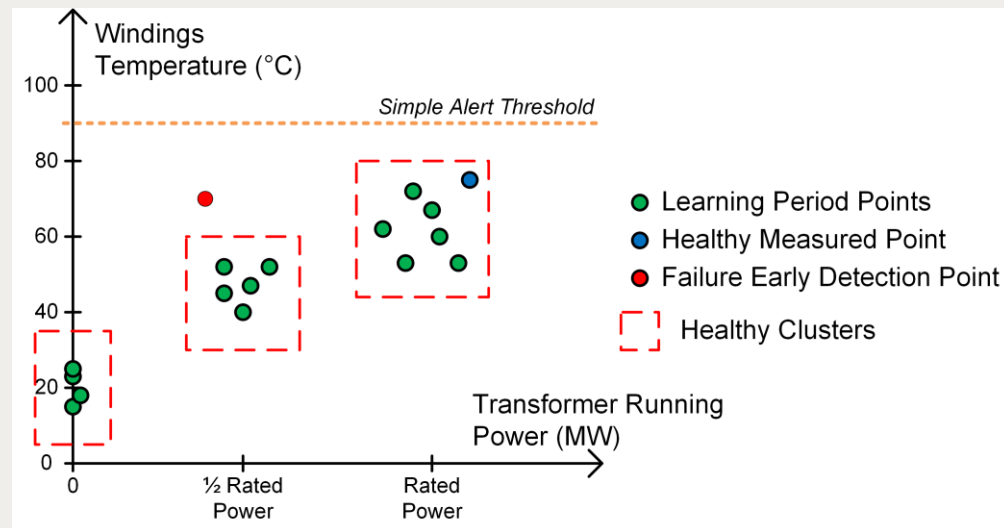 Windings
Temperature (°C)
100
Simple Alert Threshold
80
60
40
20
0
Learning Period Points
Healthy Measured Point
Failure Early Detection Point
Healthy Clusters
Transformer Running
Power (MW)
0
½ Rated
Power
Rated
Power